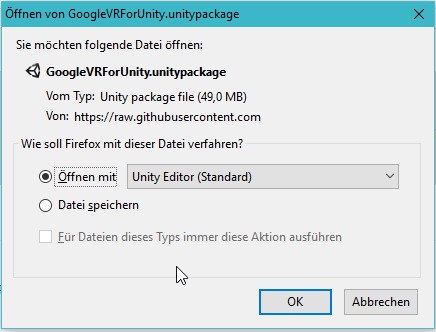 Öffnen von GoogleVRForUnity.unitypackage
Sie möchten folgende Datei öffnen:
GoogleVRForUnity.unitypackage
Vom Typ: Unity package file (49,0 MB)
Von: https://raw.githubusercontent.com
Wie soll Firefox mit dieser Datei verfahren?
Öffnen mit Unity Editor (Standard)
Datei speichern
Für Dateien dieses Typs immer diese Aktion ausführen
OK Abbrechen